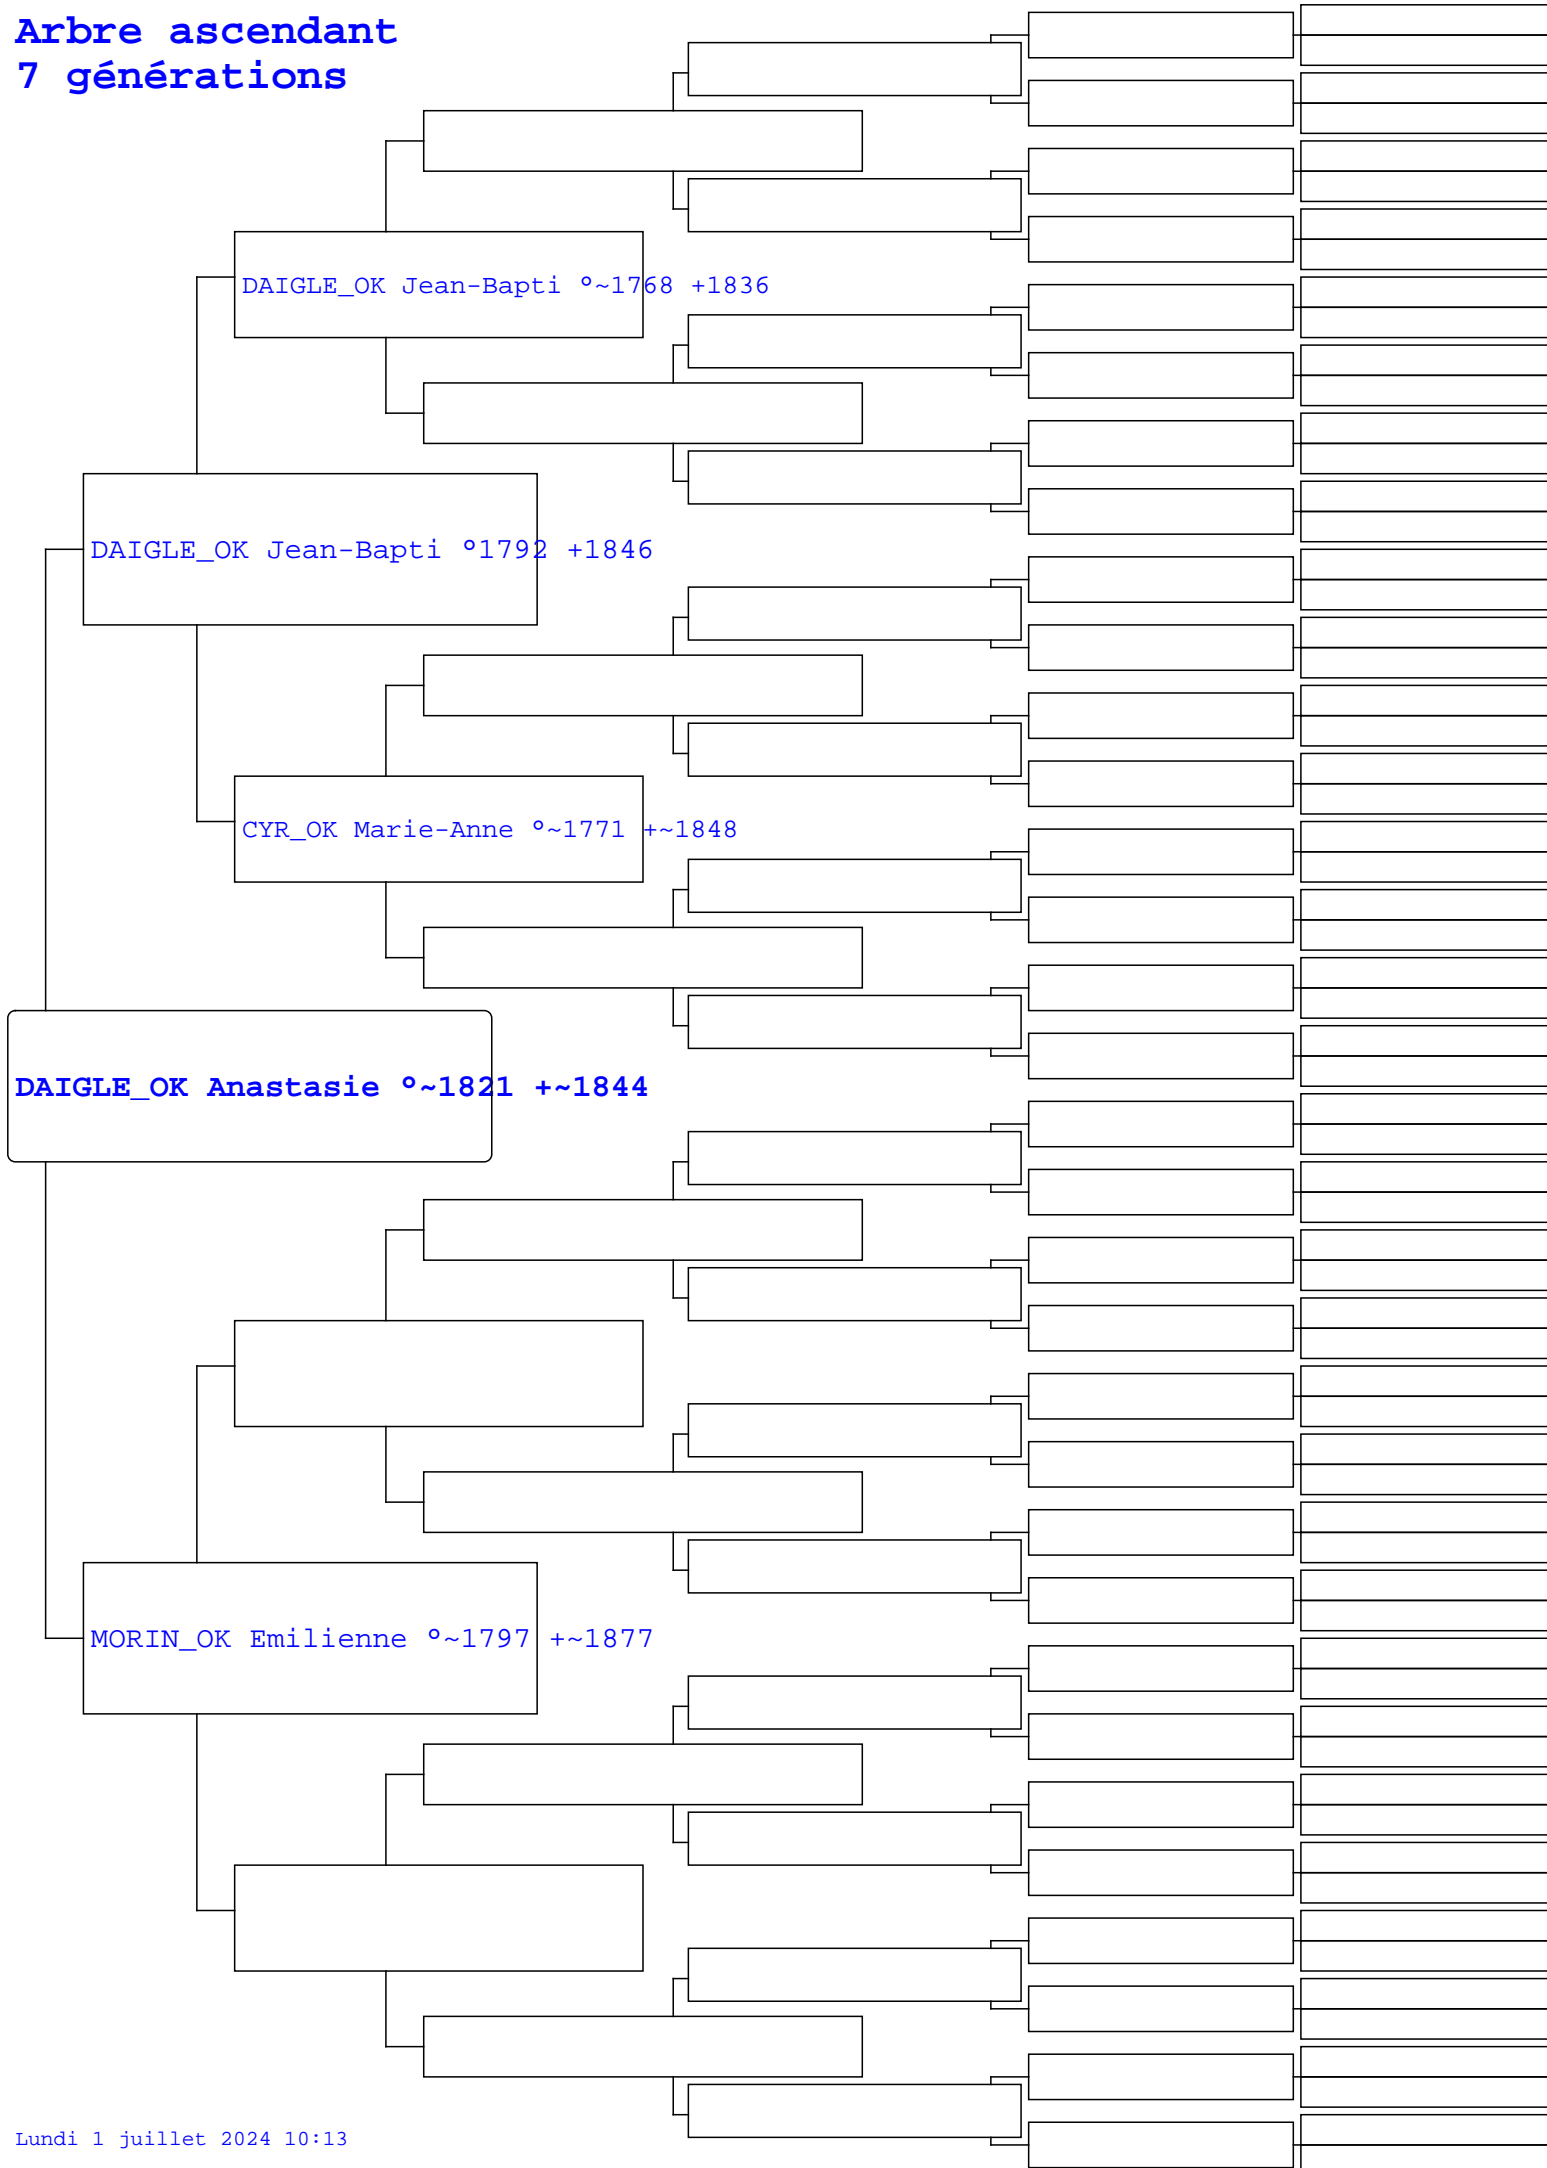 Arbre ascendant
7 générations
DAIGLE_OK Jean-Bapti °~1768 +1836
DAIGLE_OK Jean-Bapti °1792 +1846
CYR_OK Marie-Anne °~1771 +~1848
DAIGLE_OK Anastasie °~1821 +~1844
MORIN_OK Emilienne °~1797 +~1877
Lundi 1 juillet 2024 10:13